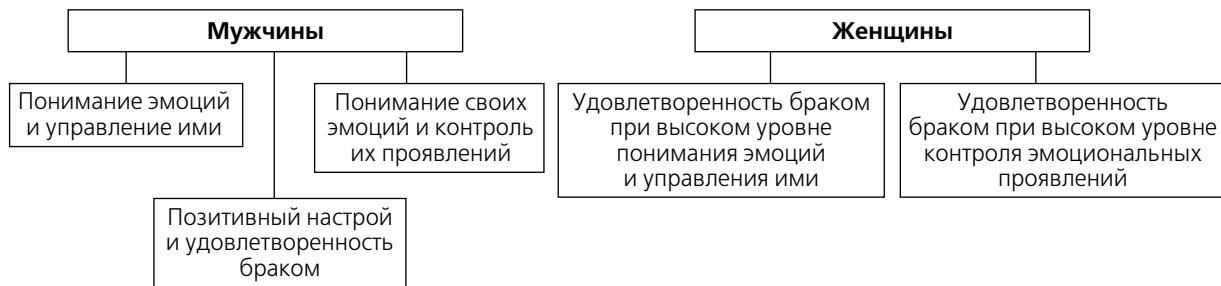 Мужчины
Понимание эмоций
и управление ими
Понимание своих
эмоций и контроль
их проявлений
Позитивный настрой
и удовлетворенность
браком
Женщины
Удовлетворенность браком
при высоком уровне
понимания эмоций
и управления ими
Удовлетворенность
браком при высоком уровне
контроля эмоциональных
проявлений